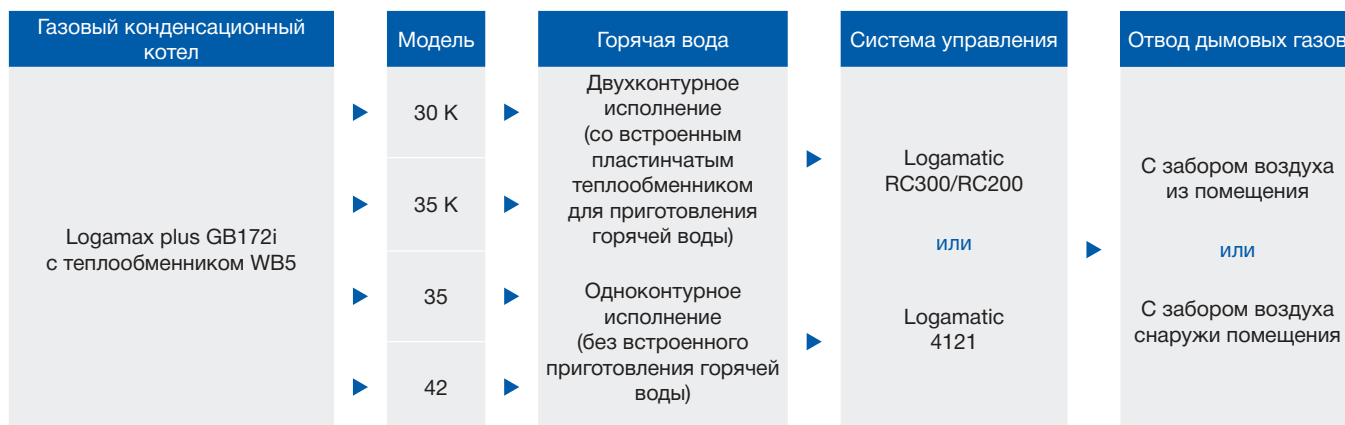 Газовый конденсационный
котел
Модель
Горячая вода
Система управления
Отвод дымовых газов
Logamax plus GB172i
с теплообменником WB5
30 K
35 K
35
42
Двухконтурное
исполнение
(со встроенным
пластинчатым
теплообменником
для приготовления
горячей воды)
Одноконтурное
исполнение
(без встроенного
приготовления горячей
воды)
Logamatic
RC300/RC200
или
Logamatic
4121
С забором воздуха
из помещения
или
С забором воздуха
снаружи помещения